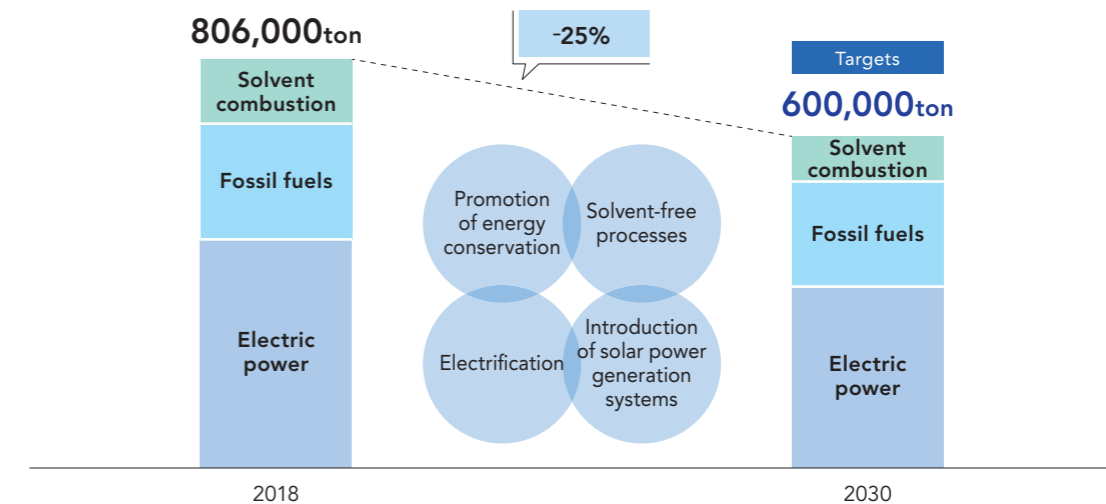 806,000ton
Solvent
combustion
Fossil fuels
Electric
power
2018
-25%
Promotion
of energy
conservation
Solvent-free
processes
Electrification
Introduction
of solar power
generation
systems
Targets
600,000ton
Solvent
combustion
Fossil fuels
Electric
power
2030